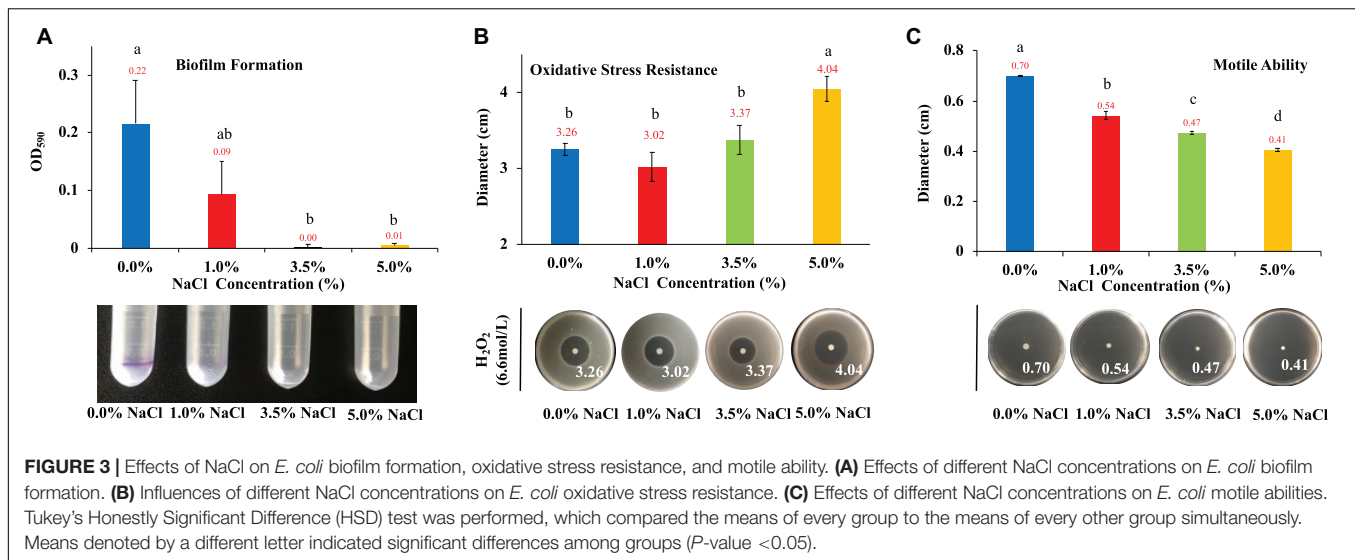 A
a
0.3
Biofilm Formation
0.22
0.2
ab
OD590
0.09
0.1
b
b
0.00
0.01
0
0.0%
1.0%
3.5%
5.0%
NaCl Concentration (%)
0.0% NaCl 1.0% NaCl 3.5% NaCl 5.0% NaCl
B
a
Oxidative Stress Resistance
4.04
4
b
b
b
3.26
3.02
3.37
Diameter (cm)
3
2
0.0%
1.0%
3.5%
5.0%
NaCl Concentration (%)
H2O2
(6.6mol/L)
3.26
3.02
3.37
4.04
0.0% NaCl 1.0% NaCl 3.5% NaCl 5.0% NaCl
C
0.8
a
0.70
Motile Ability
b
0.6
0.54
c
0.47
d
0.41
Diameter (cm)
0.4
0.2
0
0.0%
1.0%
3.5%
5.0%
NaCl Concentration (%)
0.70
0.54
0.47
0.41
0.0% NaCl 1.0% NaCl 3.5% NaCl 5.0% NaCl
FIGURE 3 | Effects of NaCl on E. coli biofilm formation, oxidative stress resistance, and motile ability. (A) Effects of different NaCl concentrations on E. coli biofilm
formation. (B) Influences of different NaCl concentrations on E. coli oxidative stress resistance. (C) Effects of different NaCl concentrations on E. coli motile abilities.
Tukey's Honestly Significant Difference (HSD) test was performed, which compared the means of every group to the means of every other group simultaneously.
Means denoted by a different letter indicated significant differences among groups (P-value <0.05).